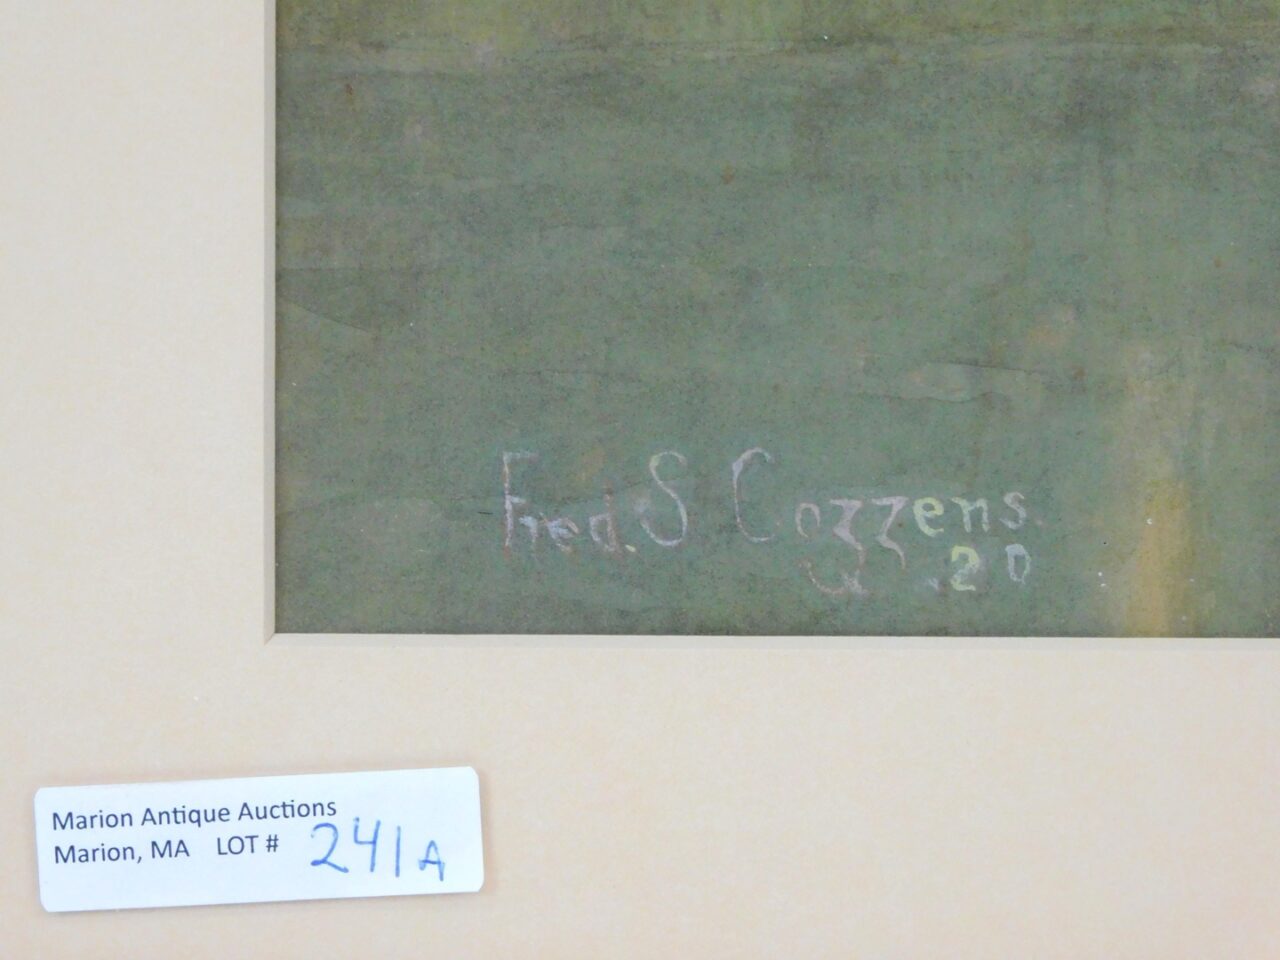 Fred. S Cozzens.
.20
Marion Antique Auctions
Marion, MA LOT # 241A